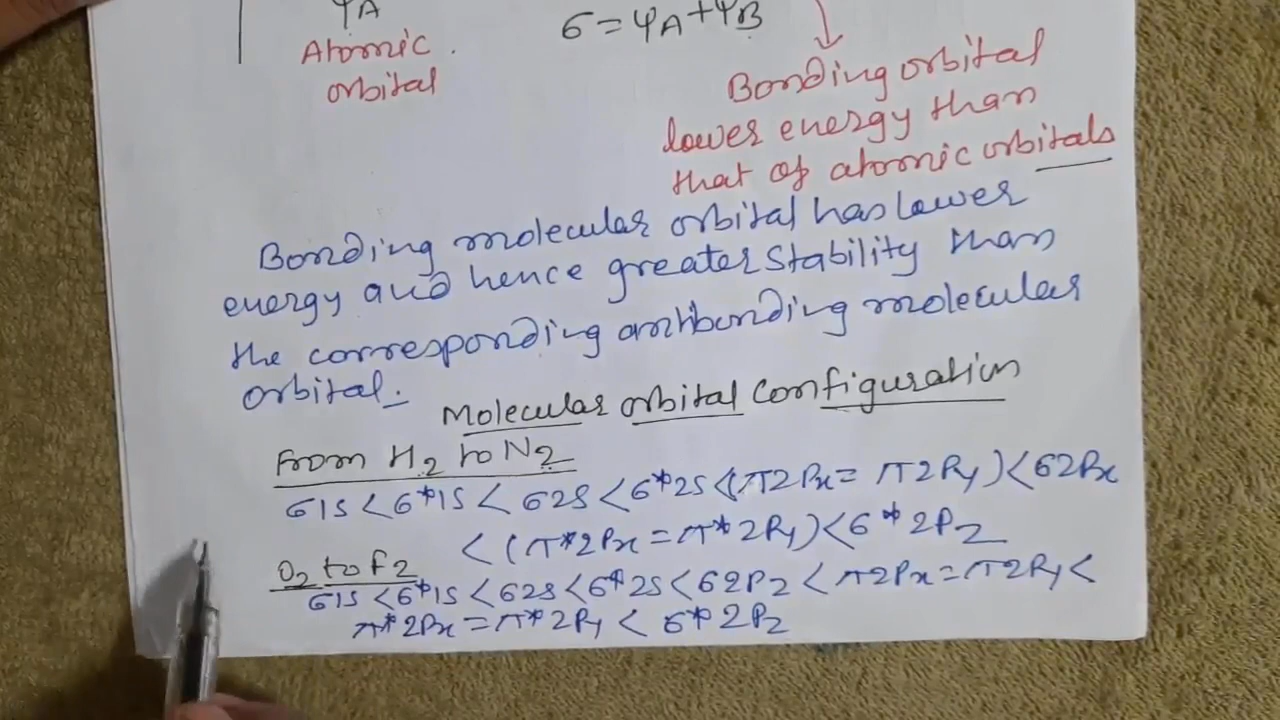 ψA
σ = ψA + ψB
Atomic
orbital
Bonding orbital
lower energy than
that of atomic orbitals
Bonding molecular orbital has lower
energy and hence greater stability than
the corresponding antibonding molecular
orbital.
Molecular orbital Configuration
From H2 to N2
σ1S < σ*1S < σ2S < σ*2S < (π2Px = π2Py) < σ2Px
< (π*2Px = π*2Py) < σ*2Pz
O2 to F2
σ1S < σ*1S < σ2S < σ*2S < σ2Pz < π2Px = π2Py <
π*2Px = π*2Py < σ*2Pz